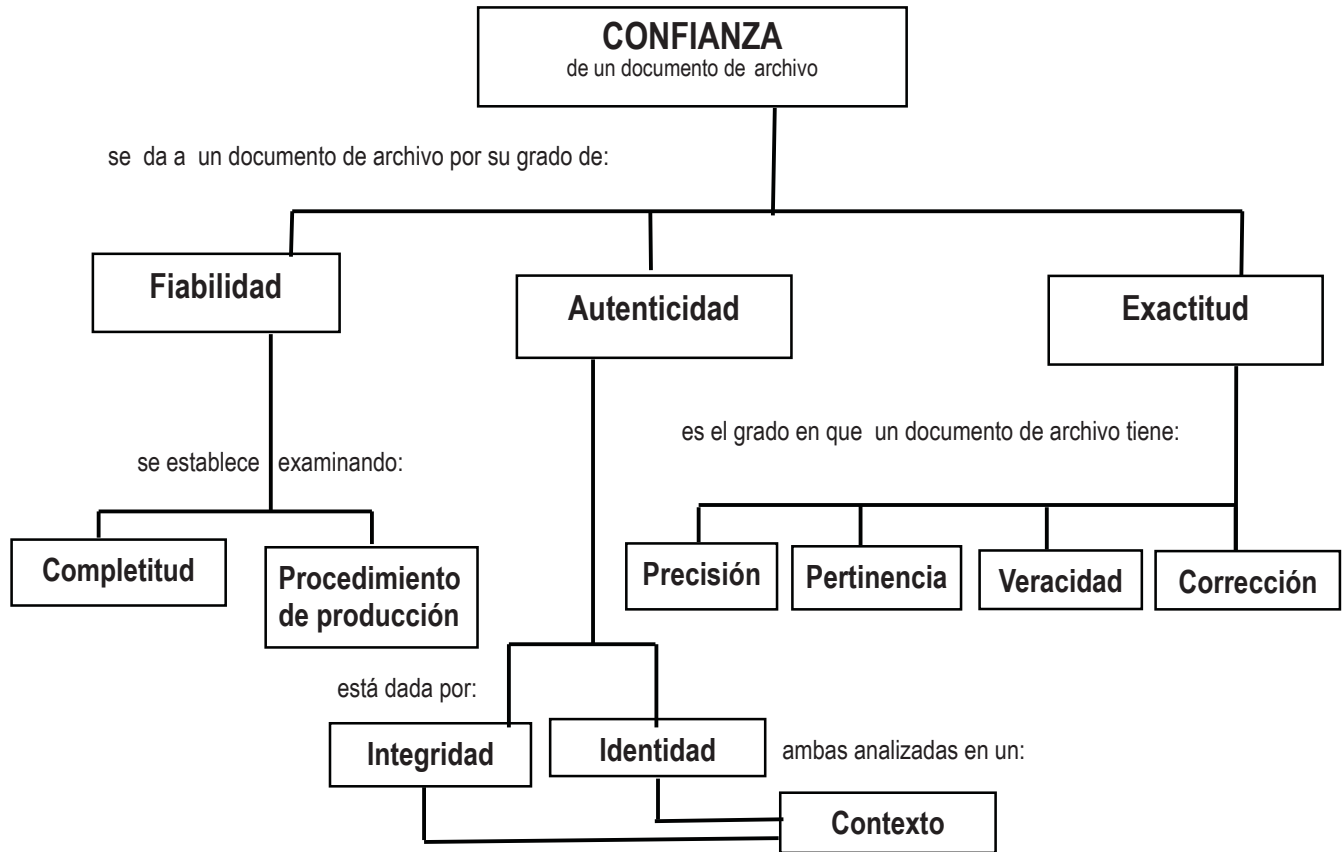 CONFIANZA
de un documento de archivo
se da a un documento de archivo por su grado de:
Fiabilidad
Autenticidad
Exactitud
es el grado en que un documento de archivo tiene:
se establece examinando:
Completitud
Procedimiento
de producción
Precisión
Pertinencia
Veracidad
Corrección
está dada por:
Integridad
Identidad
ambas analizadas en un:
Contexto